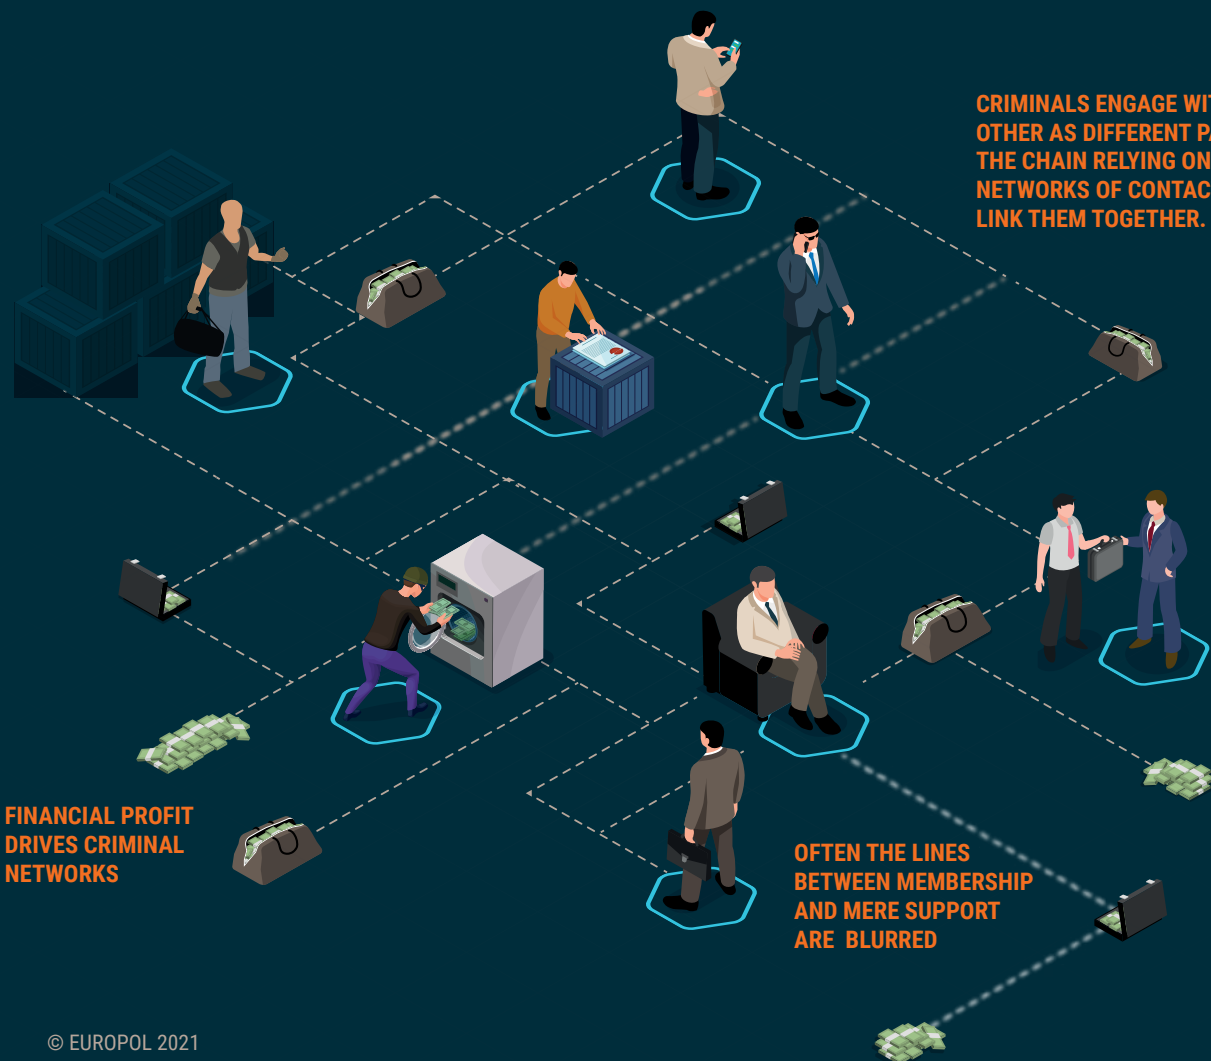 CRIMINALS ENGAGE
OTHER AS DIFFERENT
THE CHAIN RELYING ON
NETWORKS OF
LINK THEM TOGETHER.
FINANCIAL PROFIT
DRIVES CRIMINAL
NETWORKS
OFTEN THE LINES
BETWEEN MEMBERSHIP
AND MERE SUPPORT
ARE BLURRED
© EUROPOL 2021